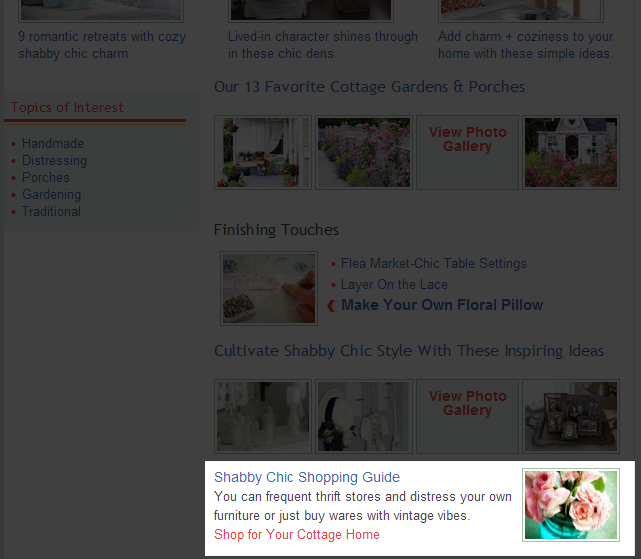 9 romantic retreats with cozy
shabby chic charm
Lived-in character shines through
in these chic dens.
Add charm + coziness to your
home with these simple ideas.
Topics of Interest
• Handmade
• Distressing
• Porches
• Gardening
• Traditional
Our 13 Favorite Cottage Gardens & Porches
View Photo
Gallery
Finishing Touches
• Flea Market-Chic Table Settings
• Layer On the Lace
Make Your Own Floral Pillow
Cultivate Shabby Chic Style With These Inspiring Ideas
View Photo
Gallery
Shabby Chic Shopping Guide
You can frequent thrift stores and distress your own
furniture or just buy wares with vintage vibes.
Shop for Your Cottage Home